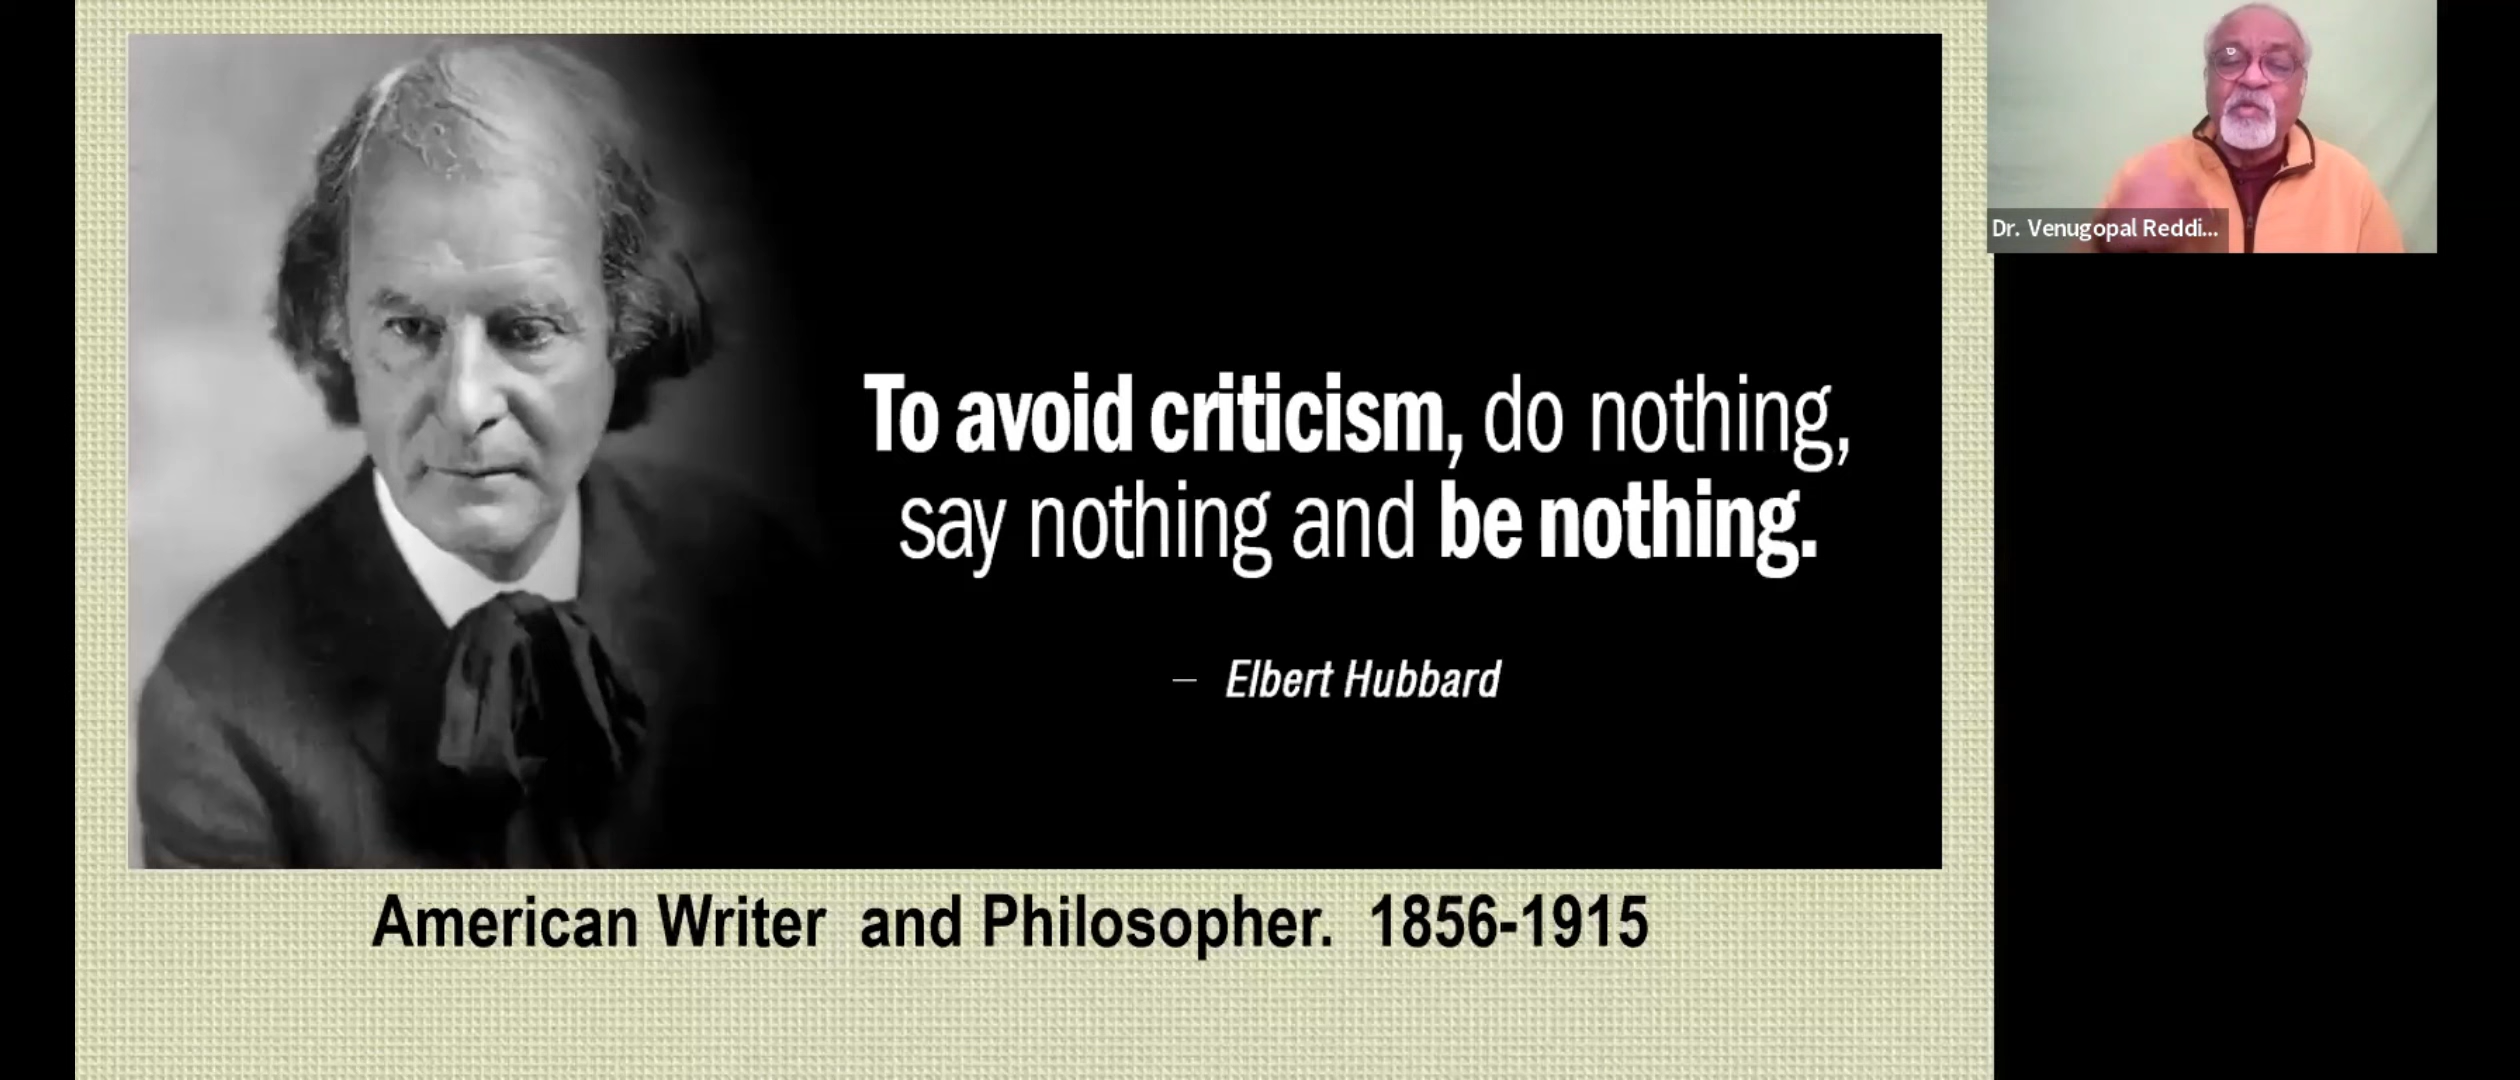 To avoid criticism, do nothing,
say nothing and be nothing.
– Elbert Hubbard
American Writer and Philosopher. 1856-1915
Dr. Venugopal Reddi...